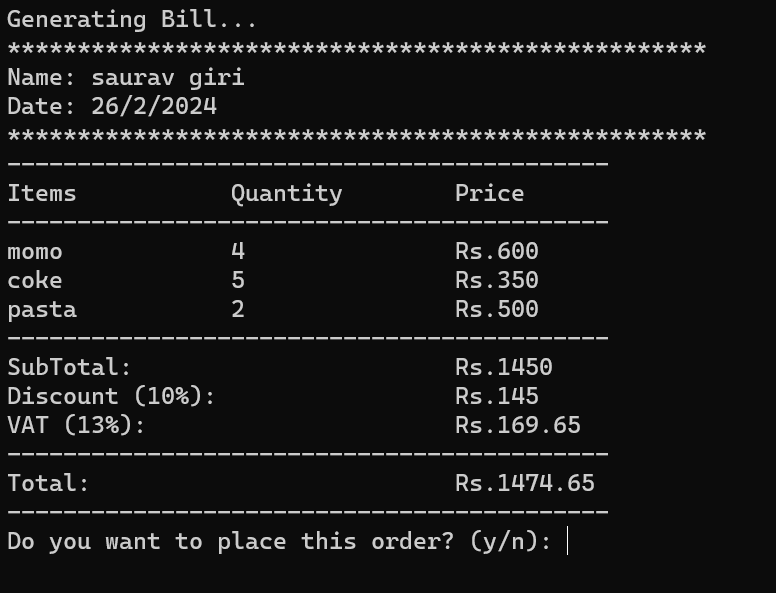 Generating Bill...
**************************************************
Name: saurav giri
Date: 26/2/2024
**************************************************
-------------------------------------------
Items           Quantity        Price
-------------------------------------------
momo            4               Rs.600
coke            5               Rs.350
pasta           2               Rs.500
-------------------------------------------
SubTotal:                       Rs.1450
Discount (10%):                 Rs.145
VAT (13%):                      Rs.169.65
-------------------------------------------
Total:                          Rs.1474.65
-------------------------------------------
Do you want to place this order? (y/n):